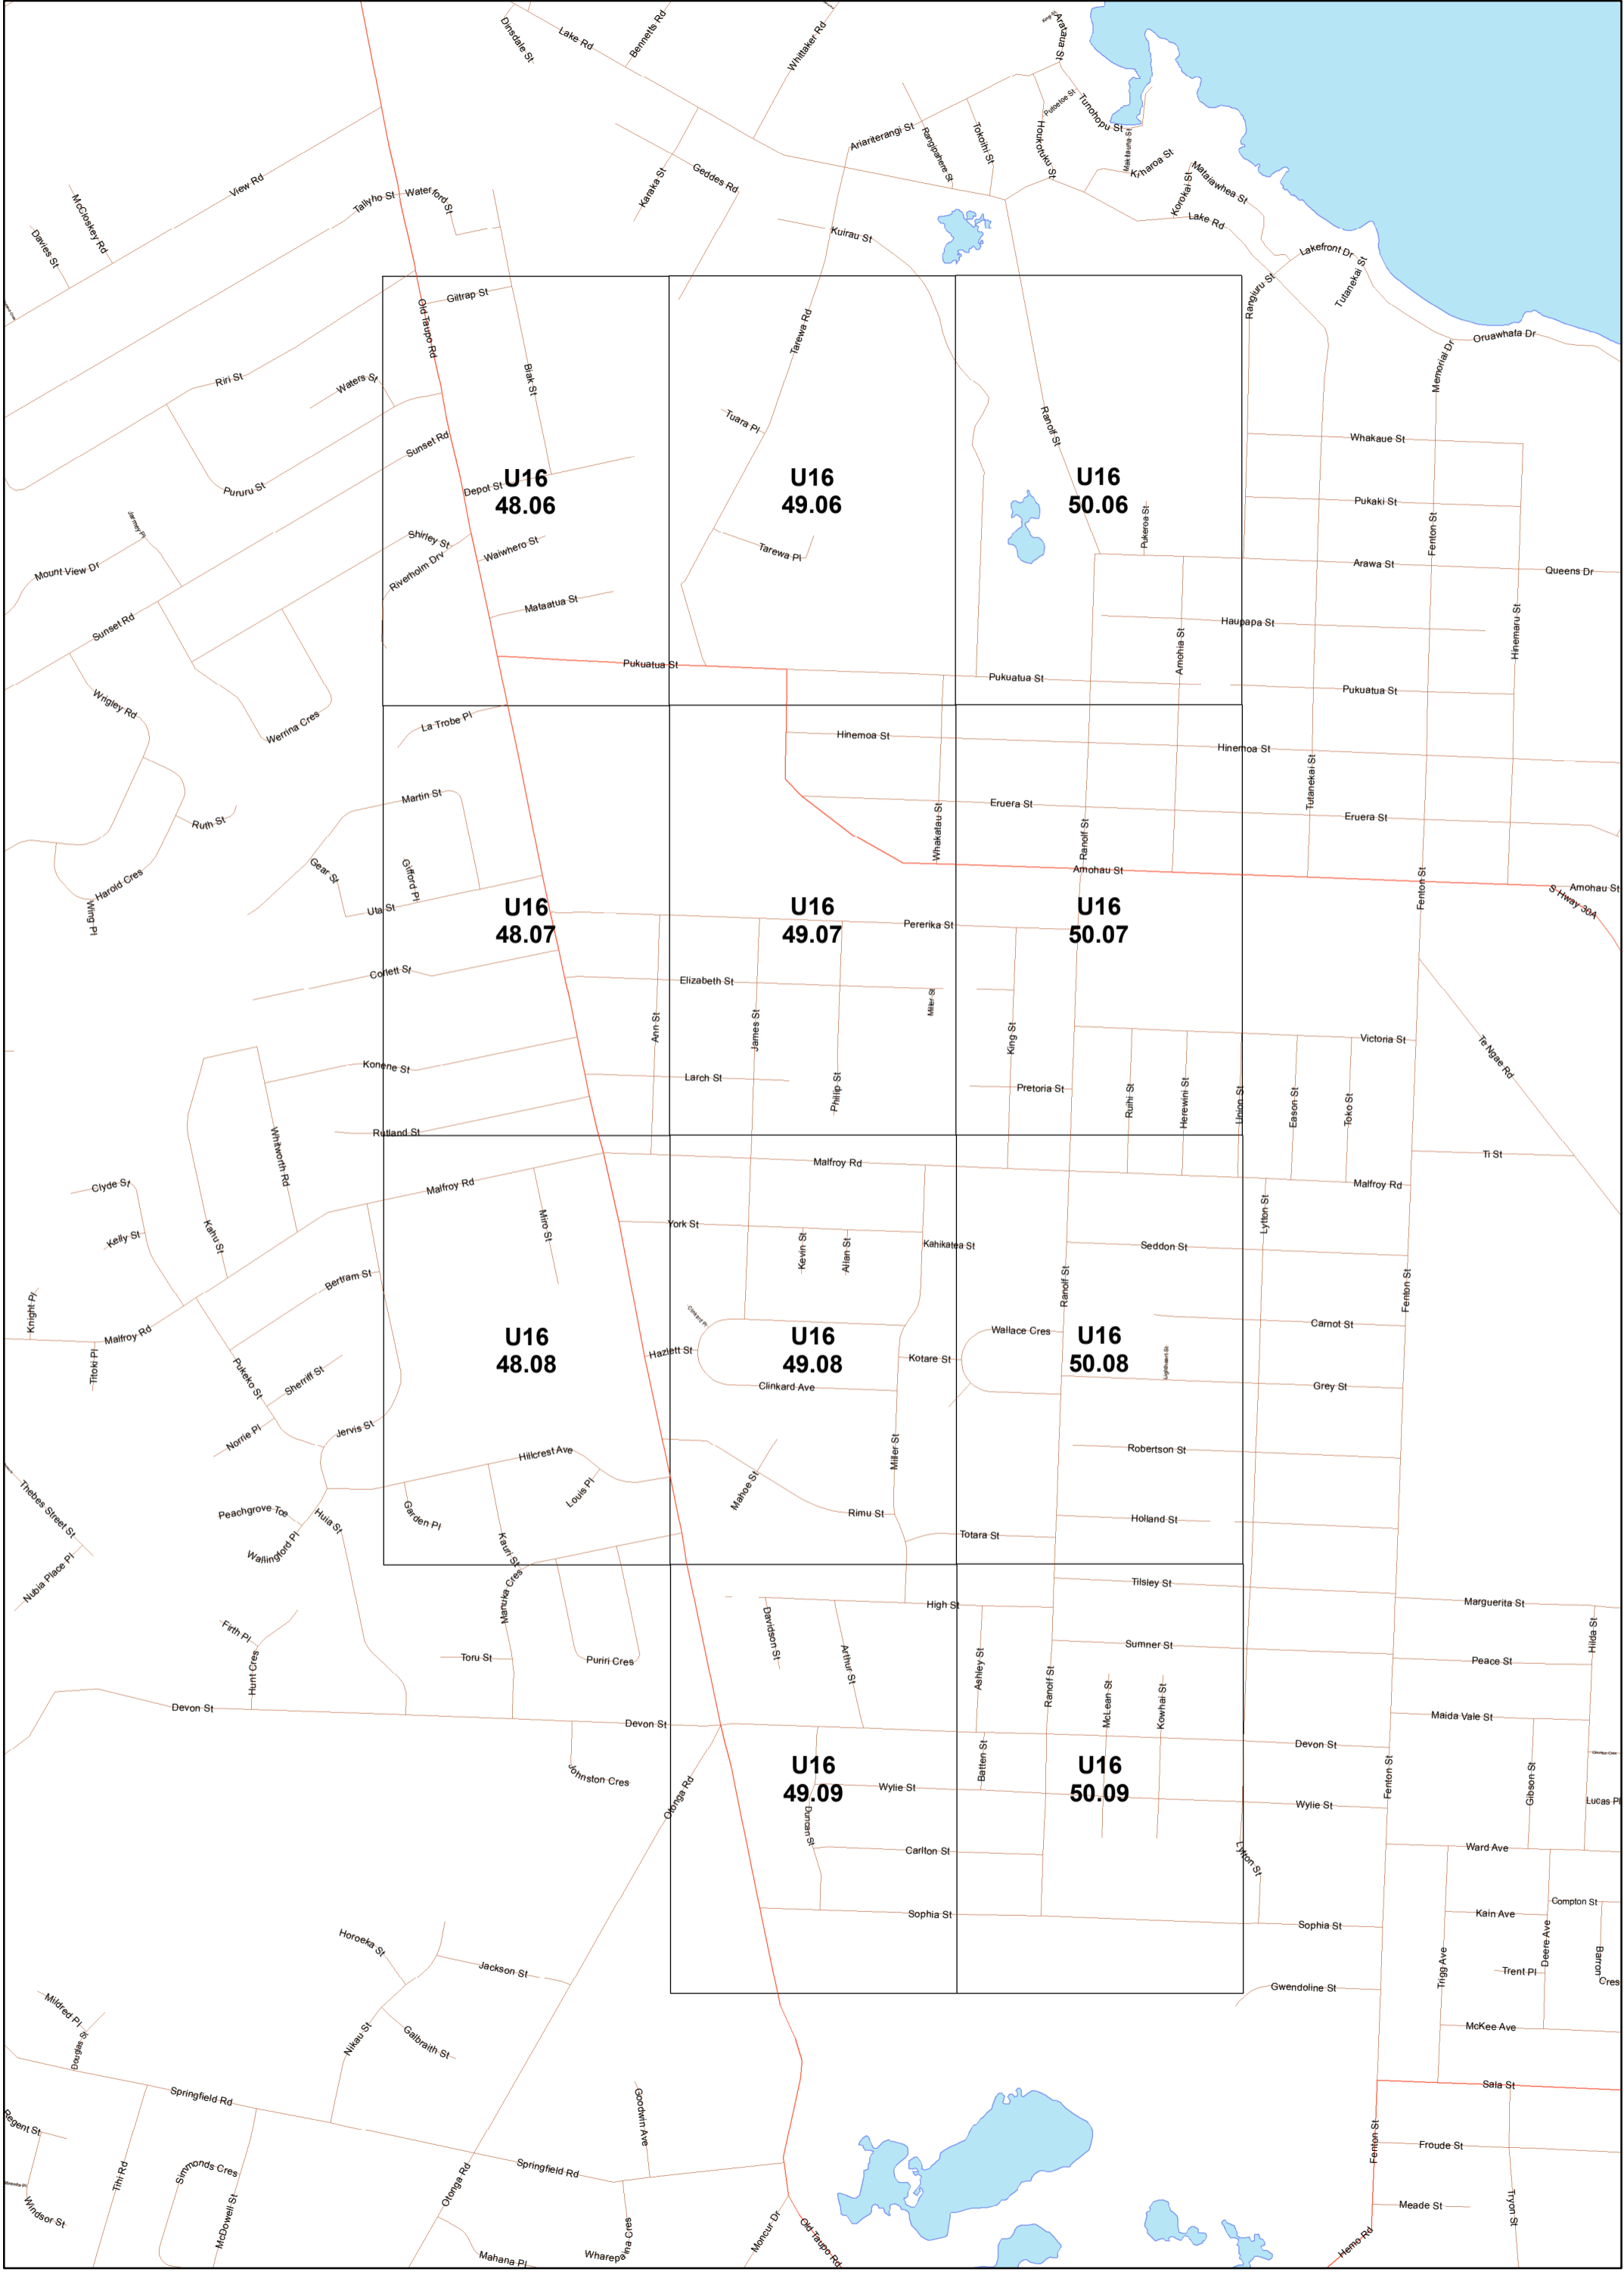 Dinsdale St
Lake Rd
Bennetts Rd
Whittaker Rd
Arataua St
Tunohopu St
Houkotuku St
Ariariterangi St
Rangipahere St
Tokoihi St
Kiharoa St
Korokai St
Mataiawhea St
Lake Rd
Lakefront Dr
Rangiuru St
Tutanekai St
Oruawhata Dr
Memorial Dr
View Rd
McCloskey Rd
Davies St
Tallyho St
Waterford St
Karaka St
Geddes Rd
Kuirau St
Old Taupo Rd
Giltrap St
Biak St
Tarewa Rd
Ranolf St
Riri St
Waters St
Tuara Pl
Sunset Rd
Pururu St
Depot St
U16
48.06
U16
49.06
U16
50.06
Whakaue St
Pukaki St
Pukeroa St
Fenton St
Jarmey Pl
Mount View Dr
Shirley St
Riverholm Drv
Waiwhero St
Tarewa Pl
Arawa St
Queens Dr
Mataatua St
Sunset Rd
Haupapa St
Amohia St
Hinemaru St
Pukuatua St
Pukuatua St
Pukuatua St
Wrigley Rd
Werrina Cres
La Trobe Pl
Hinemoa St
Hinemoa St
Tutanekai St
Martin St
Eruera St
Eruera St
Whakatau St
Ranolf St
Ruth St
Gear St
Gifford Pl
Harold Cres
Wing Pl
Uta St
Amohau St
Amohau St
S Hway 30A
Fenton St
U16
48.07
U16
49.07
U16
50.07
Pererika St
Corlett St
Elizabeth St
Miller St
Ann St
James St
King St
Victoria St
Te Ngae Rd
Konene St
Larch St
Philip St
Pretoria St
Ruihi St
Herewini St
Union St
Eason St
Toko St
Rutland St
Whitworth Rd
Malfroy Rd
Ti St
Clyde St
Malfroy Rd
Malfroy Rd
Kelly St
Kahu St
Miro St
York St
Kevin St
Allan St
Kahikatea St
Lytton St
Seddon St
Bertram St
Ranolf St
Fenton St
Knight Pl
Malfroy Rd
Titoki Pl
U16
48.08
U16
49.08
U16
50.08
Hazlett St
Kotare St
Wallace Cres
Carnot St
Pukeko St
Sherriff St
Clinkard Ave
Grey St
Norrie Pl
Jervis St
Hillcrest Ave
Louis Pl
Mahoe St
Miller St
Robertson St
Thebes Street St
Peachgrove Tce
Huia St
Garden Pl
Rimu St
Holland St
Wallingford Pl
Kauri St
Totara St
Nubia Place Pl
Manuka Cres
Tilsley St
High St
Marguerita St
Firth Pl
Hunt Cres
Toru St
Puriri Cres
Davidson St
Arthur St
Ashley St
Ranolf St
Sumner St
McLean St
Kowhai St
Peace St
Hilda St
Devon St
Devon St
Maida Vale St
Devon St
Johnston Cres
Otonga Rd
U16
49.09
U16
50.09
Batten St
Wylie St
Wylie St
Fenton St
Gibson St
Lucas Pl
Duncan St
Carlton St
Lytton St
Ward Ave
Sophia St
Sophia St
Compton St
Kain Ave
Deere Ave
Barron
Cres
Horoeka St
Jackson St
Trigg Ave
Trent Pl
Gwendoline St
Mildred Pl
Douglas St
Nikau St
Galbraith St
McKee Ave
Springfield Rd
Sala St
Regent St
Goodwin Ave
Fenton St
Froude St
Tihi Rd
Simmonds Cres
Springfield Rd
Otonga Rd
Windsor St
McDowell St
Meade St
Tryon St
Mahana Pl
Wharepaina Cres
Moncur Dr
Old Taupo Rd
Hemo Rd